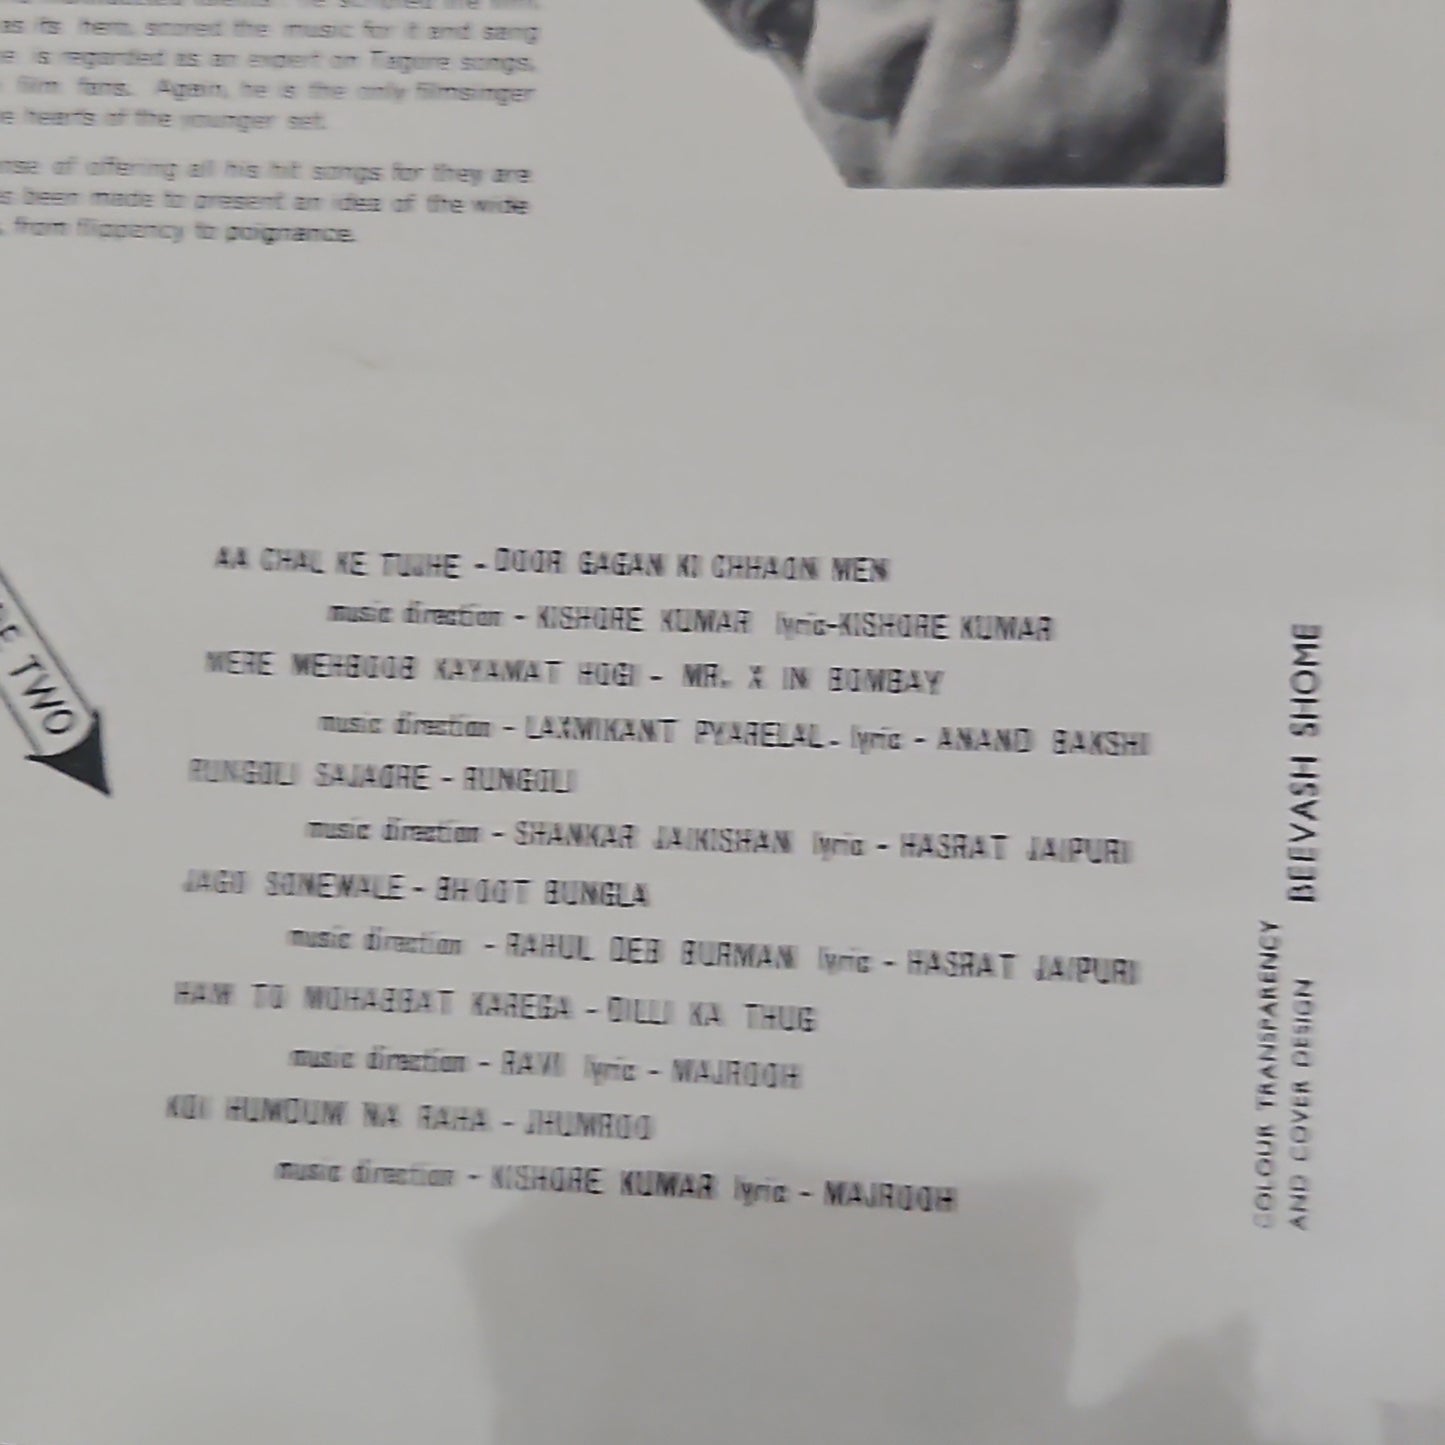 as its hero, scored the music for it and sang
is regarded as an expert on Tagore songs,
film fans. Again, he is the only filmsinger
hearts of the younger set.
of offering all his hit songs for they are
been made to present an idea of the wide
from flippency to poignance.
TWO
AA CHAL KE TUJHE - DOOR GAGAN KI CHHAON MEN
music direction - KISHORE KUMAR lyric-KISHORE KUMAR
MERE MEHBOOB KAYAMAT HOGI - MR. X IN BOMBAY
music direction - LAXMIKANT PYARELAL. lyric - ANAND BAKSHI
RUNGOLI SAJAORE - RUNGOLI
music direction - SHANKAR JAIKISHAN lyric - HASRAT JAIPURI
JAGO SONEWALE - BHOOT BUNGLA
music direction - RAHUL DEB BURMAN lyric - HASRAT JAIPURI
HAM TO MOHABBAT KAREGA - DILLI KA THUG
music direction - RAVI lyric - MAJROOH
KOI HUMDUM NA RAHA - JHUMROO
music direction - KISHORE KUMAR lyric - MAJROOH
COLOUR TRANSPARENCY
AND COVER DESIGN BEEVASH SHOME